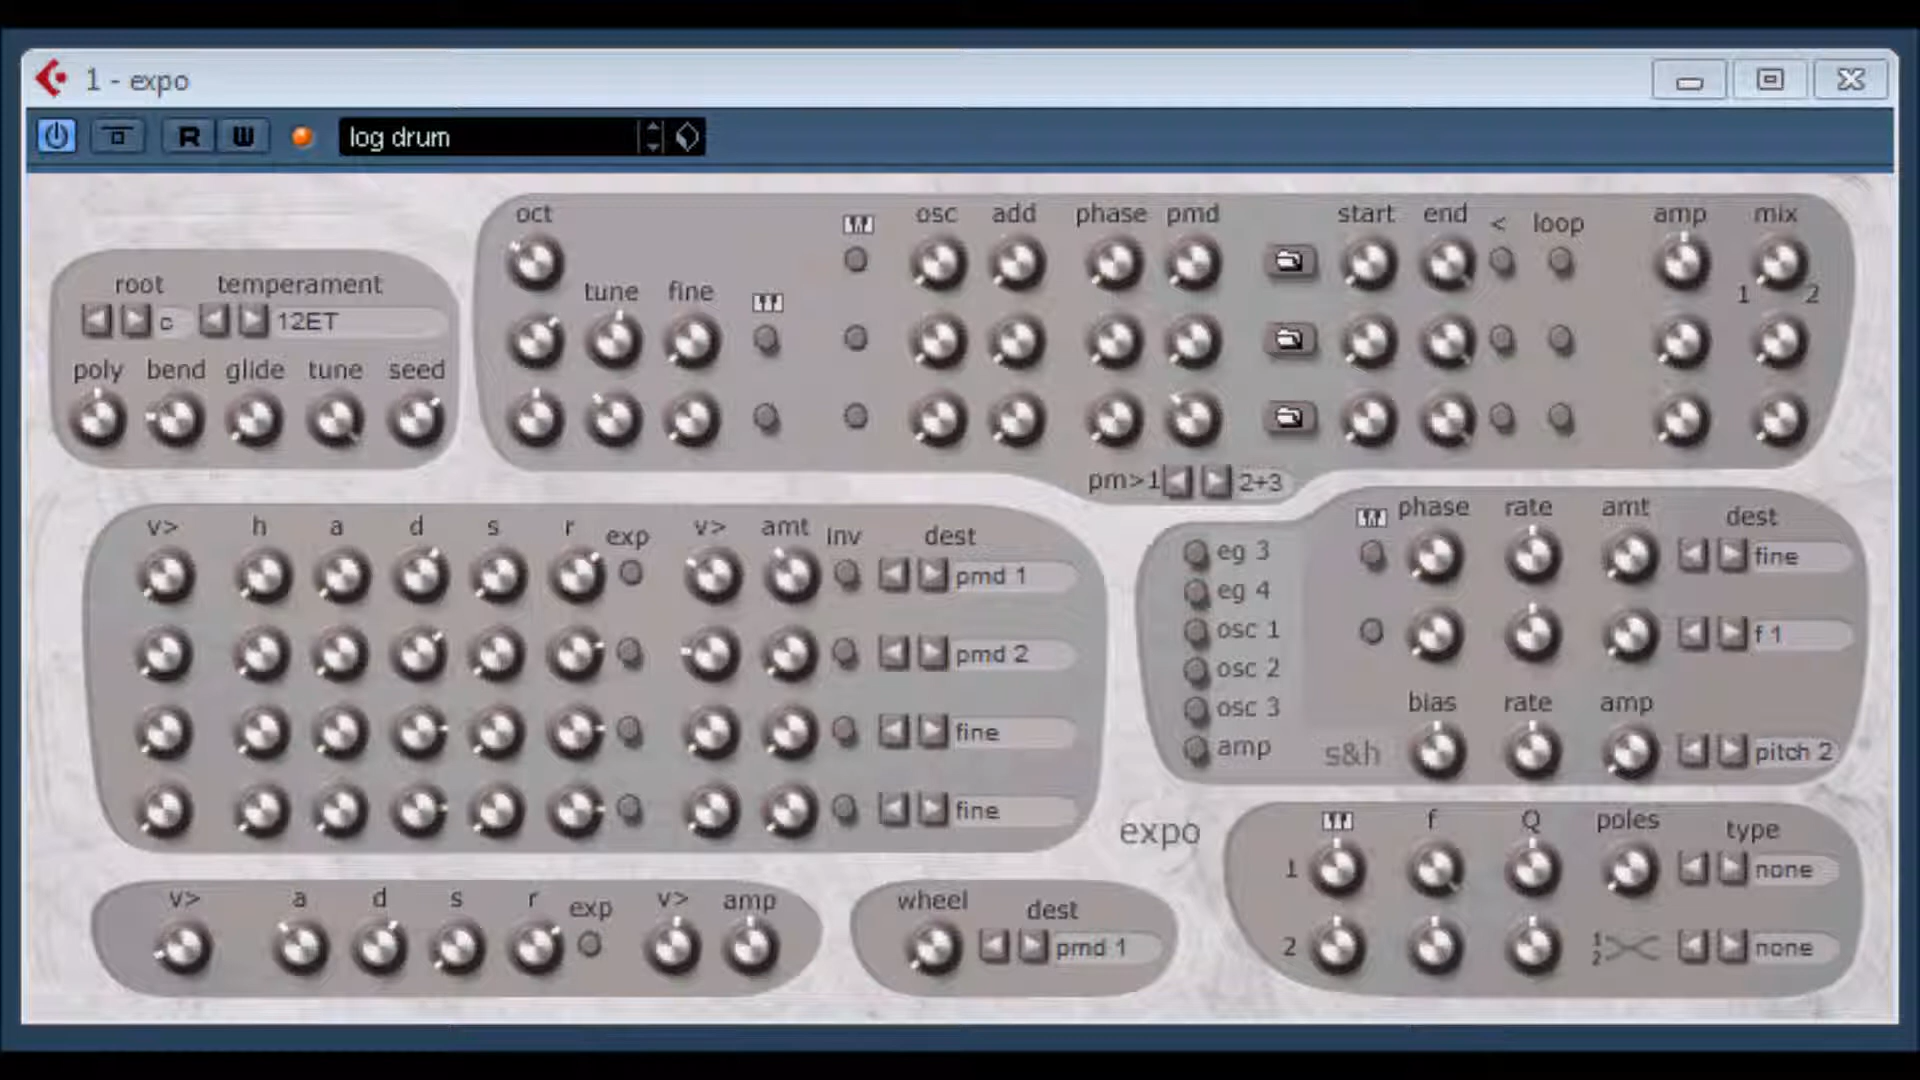 1 - expo
R W log drum
oct osc add phase pmd start end < loop amp mix
root temperament tune fine 1 2
c 12ET
poly bend glide tune seed
pm>1 2+3
v> h a d s r exp v> amt inv dest
pmd 1
pmd 2
fine
fine
eg 3
eg 4
osc 1
osc 2
osc 3
amp
phase rate amt dest
fine
f 1
bias rate amp
s&h pitch 2
expo
f Q poles type
1 none
2 1 2 none
v> a d s r exp v> amp
wheel dest
pmd 1